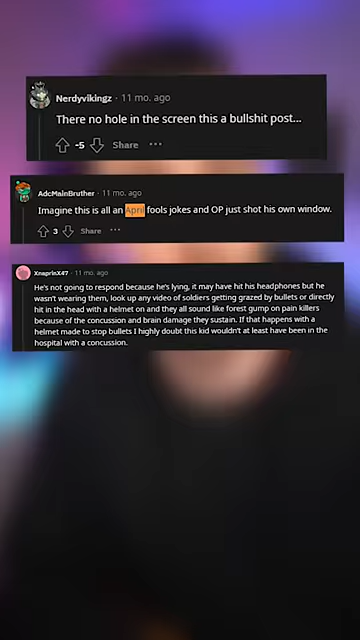 Nerdyvikingz · 11 mo. ago
There no hole in the screen this a bullshit post...
-5 Share ...
AdcMainBruther · 11 mo. ago
Imagine this is all an April fools jokes and OP just shot his own window.
3 Share ...
XnaprinX47 · 11 mo. ago
He's not going to respond because he's lying, it may have hit his headphones but he
wasn't wearing them, look up any video of soldiers getting grazed by bullets or directly
hit in the head with a helmet on and they all sound like forest gump on pain killers
because of the concussion and brain damage they sustain. If that happens with a
helmet made to stop bullets I highly doubt this kid wouldn't at least have been in the
hospital with a concussion.